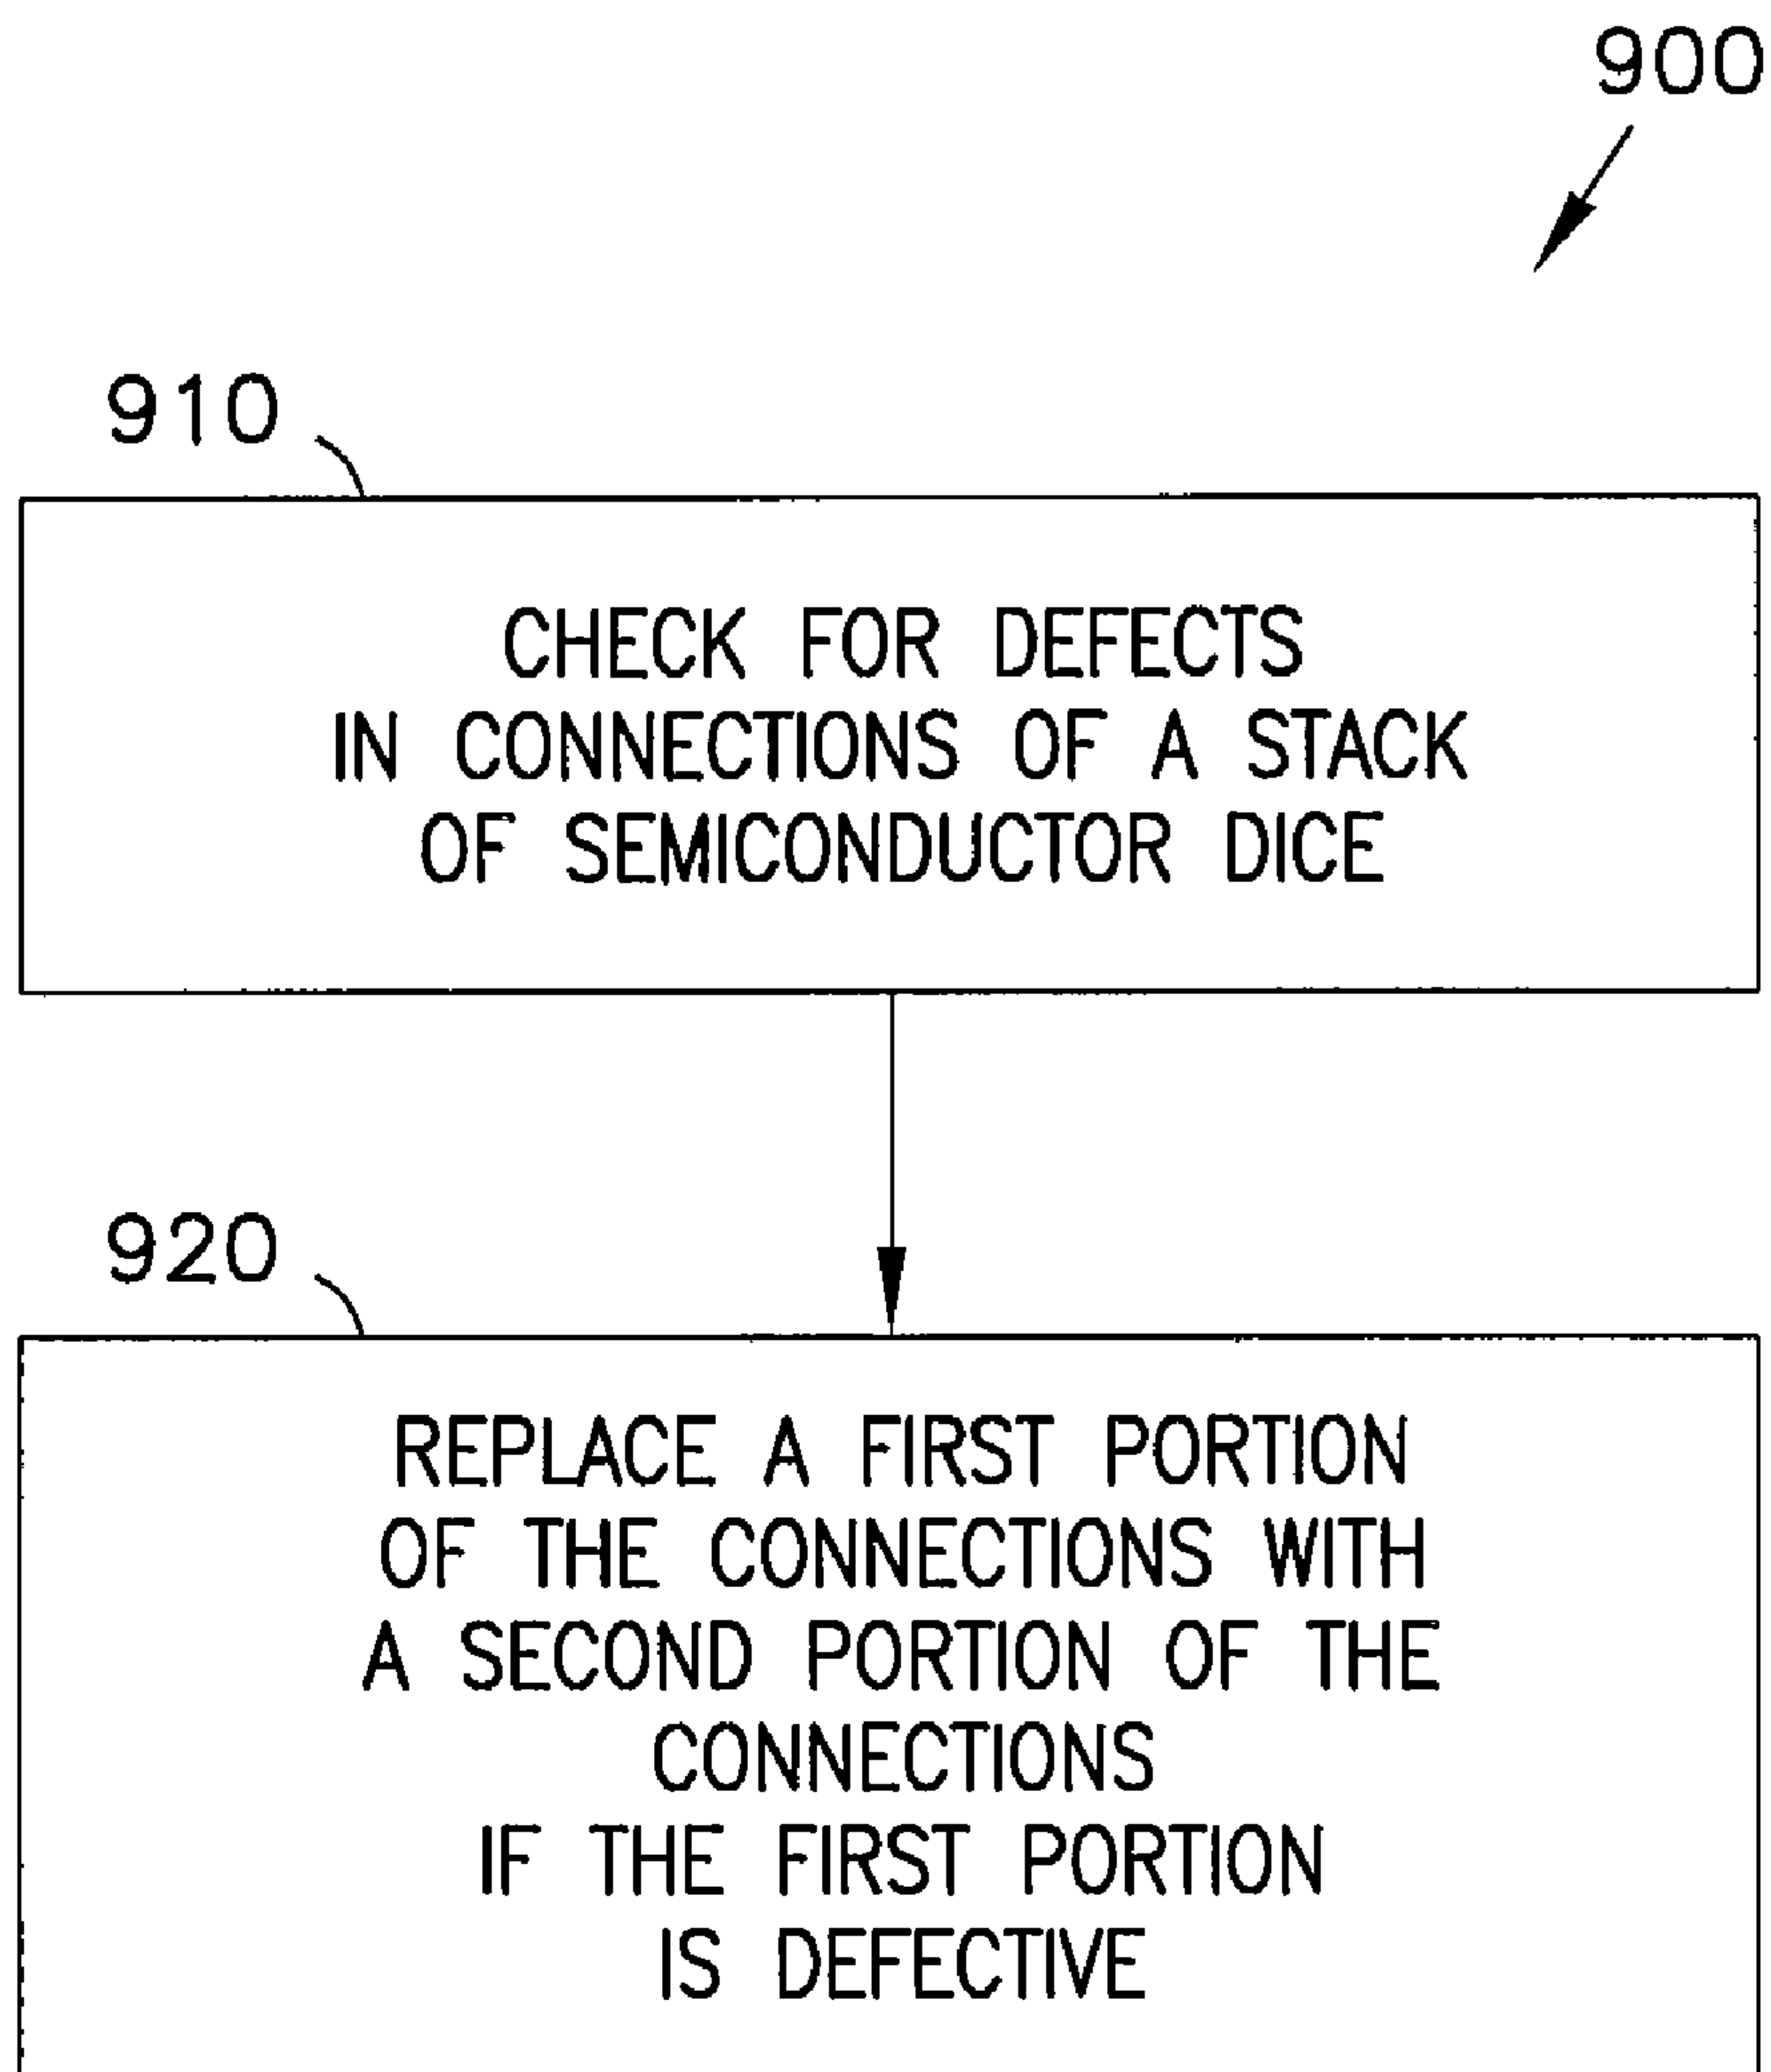 900
910
CHECK FOR DEFECTS
IN CONNECTIONS OF A STACK
OF SEMICONDUCTOR DICE
920
REPLACE A FIRST PORTION
OF THE CONNECTIONS WITH
A SECOND PORTION OF THE
CONNECTIONS
IF THE FIRST PORTION
IS DEFECTIVE